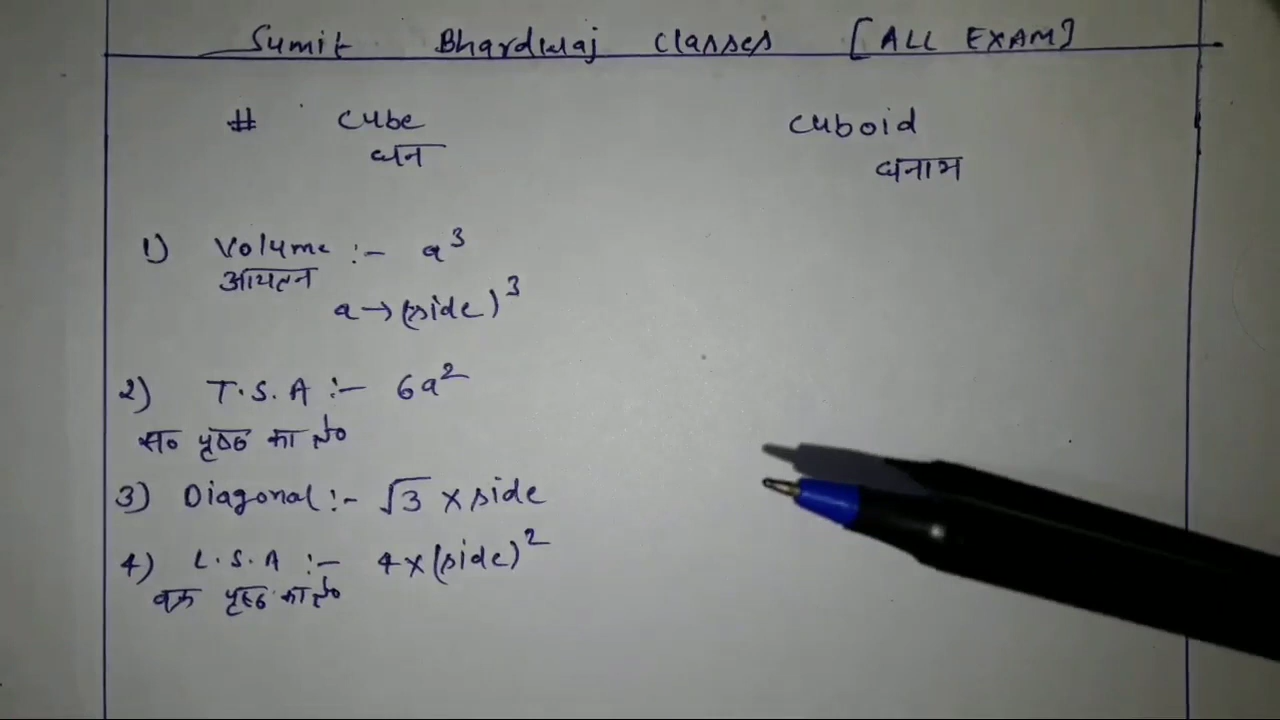 Sumit Bhardwaj Classes [ALL EXAM]
# Cube Cuboid
घन घनाभ
1) Volume :- a³
आयतन
a → (side)³
2) T.S.A :- 6a²
स० पृष्ठ का क्षे०
3) Diagonal :- √3 × side
4) L.S.A :- 4 × (side)²
वक्र पृष्ठ का क्षे०